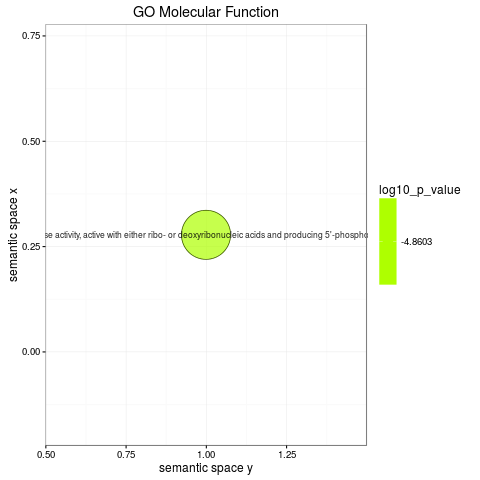 GO Molecular Function
0.75
0.50
0.25
0.00
semantic space x
se activity, active with either ribo- or deoxyribonucleic acids and producing 5'-phospho
0.50 0.75 1.00 1.25
semantic space y
log10_p_value
-4.8603